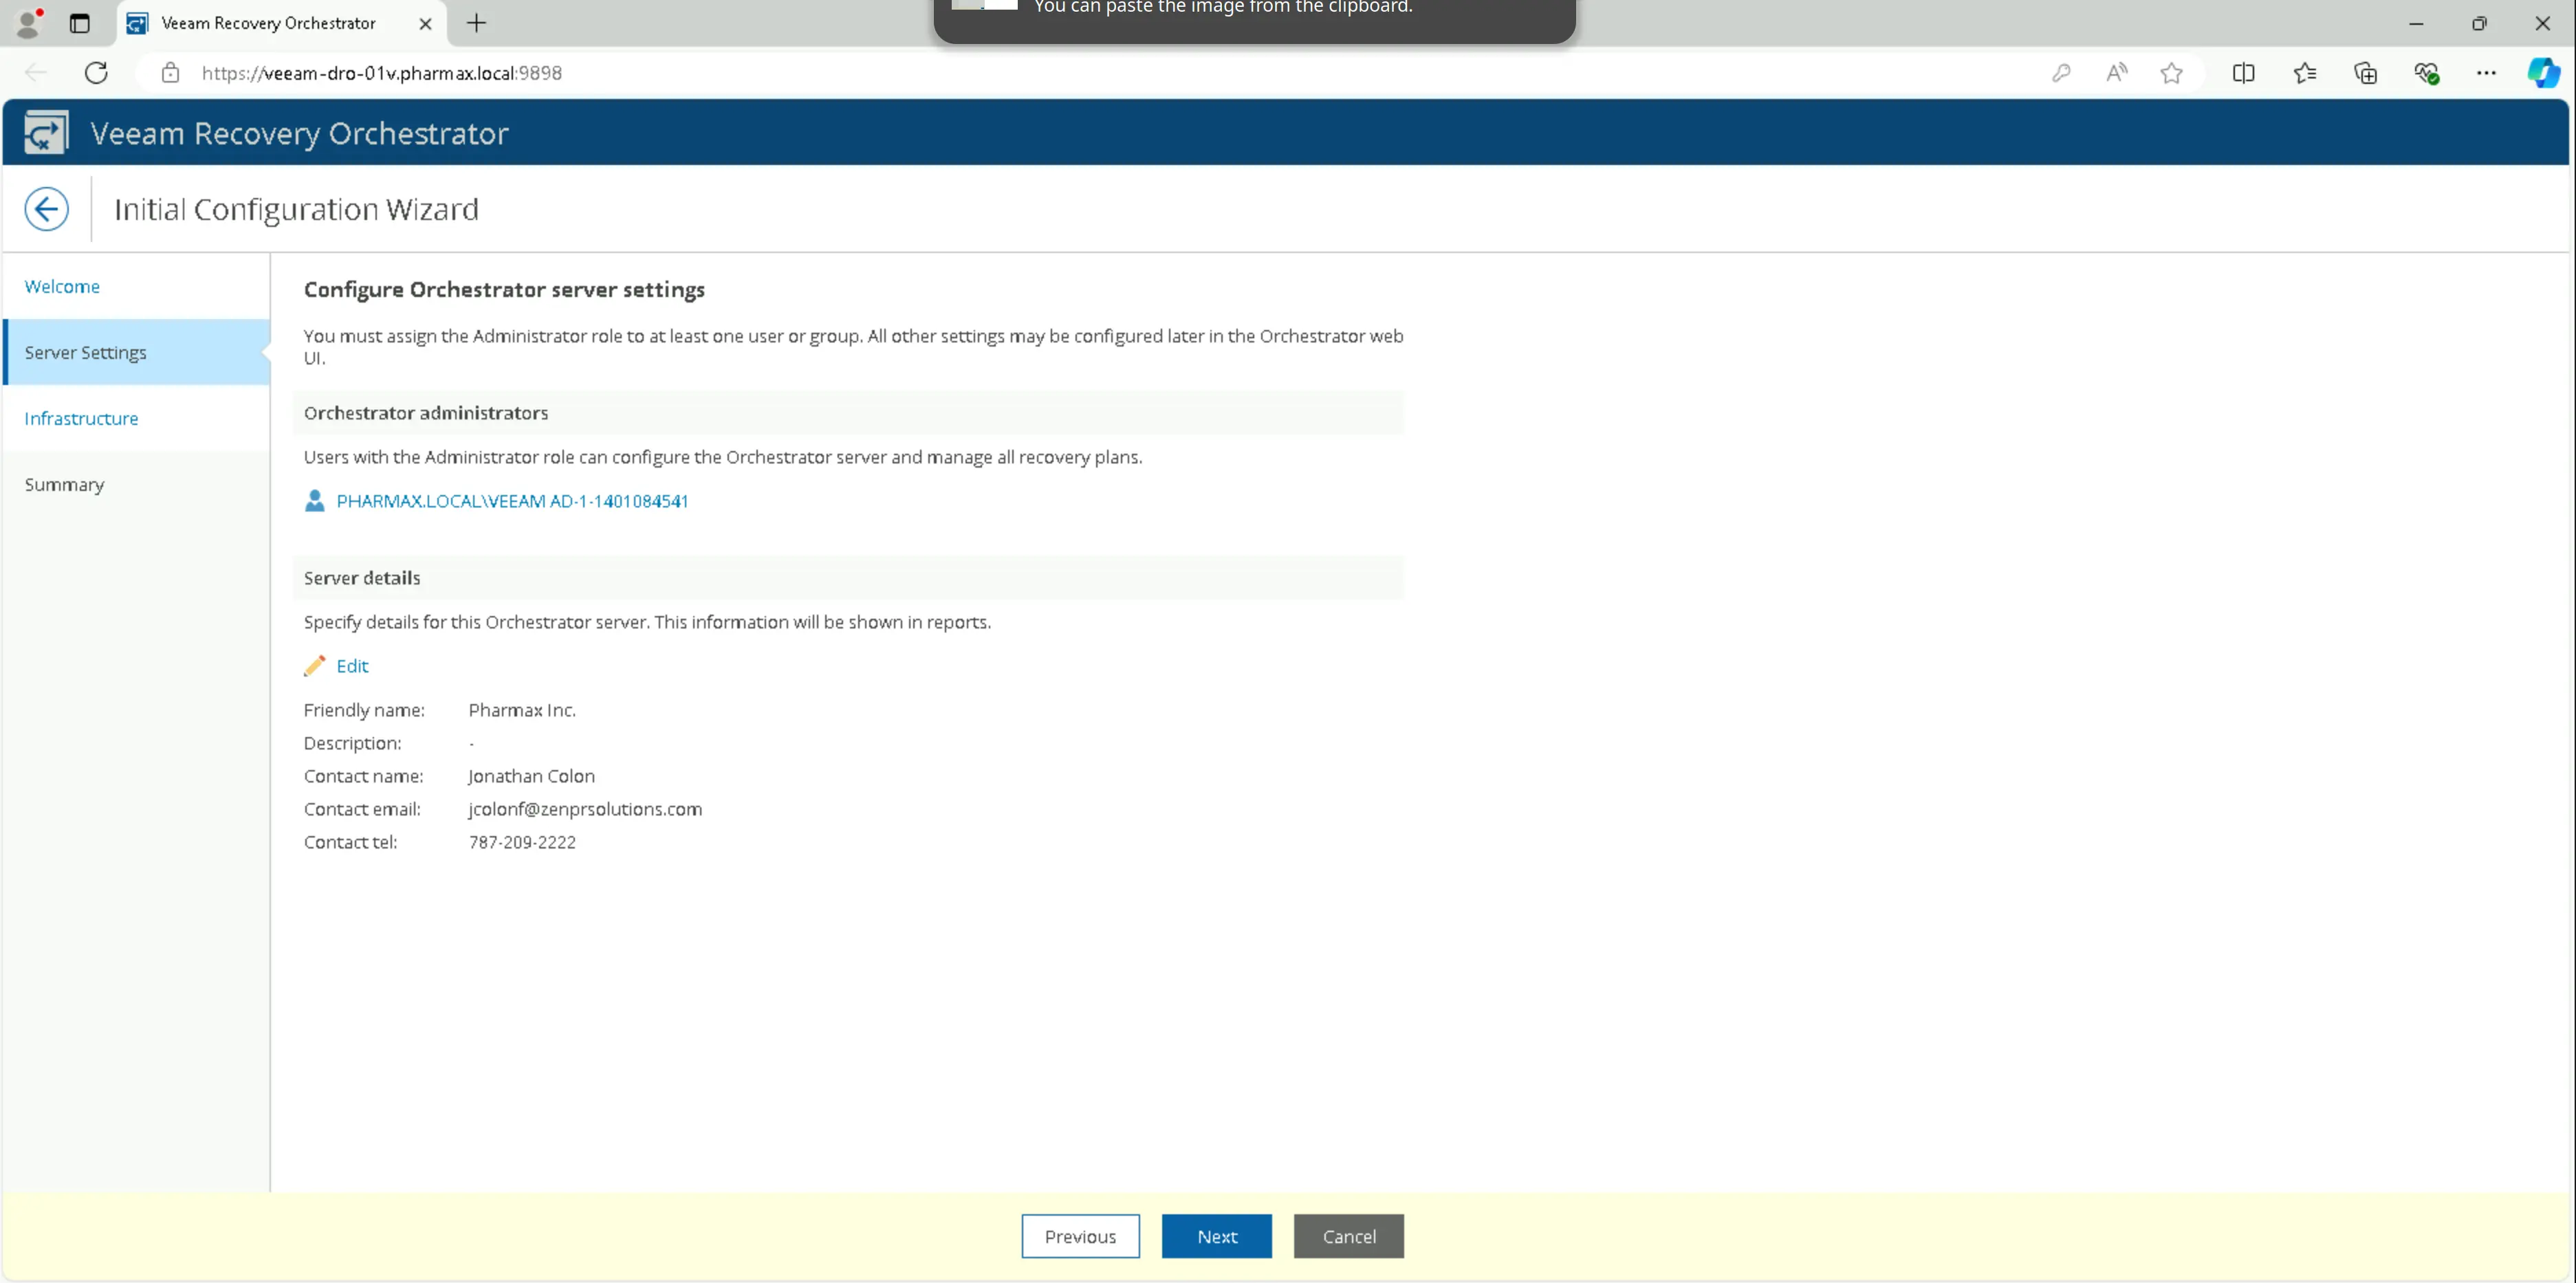 You can paste the image from the clipboard.
Veeam Recovery Orchestrator
https://veeam-dro-01v.pharmax.local:9898
Veeam Recovery Orchestrator
Initial Configuration Wizard
Welcome
Server Settings
Infrastructure
Summary
Configure Orchestrator server settings
You must assign the Administrator role to at least one user or group. All other settings may be configured later in the Orchestrator web
UI.
Orchestrator administrators
Users with the Administrator role can configure the Orchestrator server and manage all recovery plans.
PHARMAX.LOCAL\VEEAM AD-1-1401084541
Server details
Specify details for this Orchestrator server. This information will be shown in reports.
Edit
Friendly name: Pharmax Inc.
Description: -
Contact name: Jonathan Colon
Contact email: jcolonf@zenprsolutions.com
Contact tel: 787-209-2222
Previous
Next
Cancel